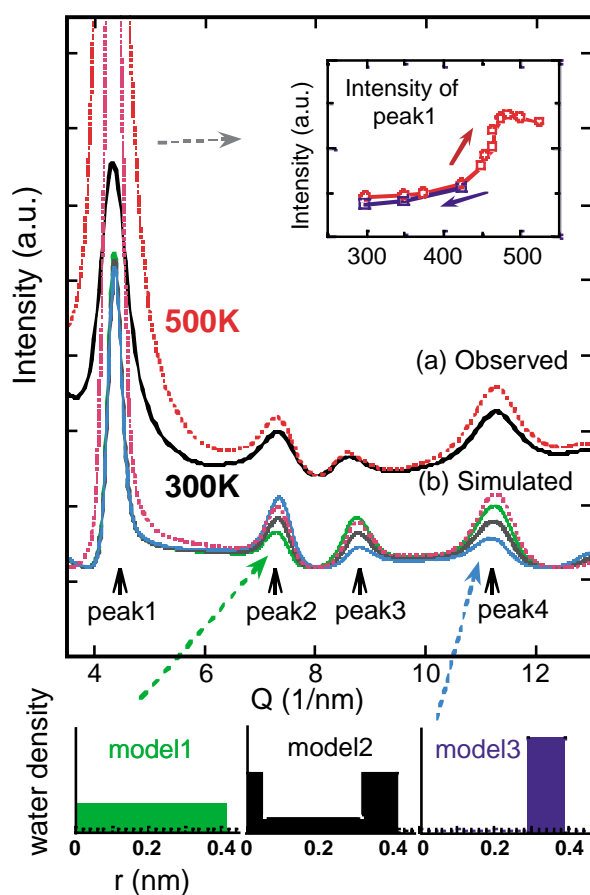 Intensity (a.u.)
Intensity of
peak1
Intensity (a.u.)
300
400
500
500K
(a) Observed
300K
(b) Simulated
peak1
peak2
peak3
peak4
4
6
8
10
12
Q (1/nm)
water density
model1
model2
model3
0
0.2
0.4
0
0.2
0.4
0
0.2
0.4
r (nm)